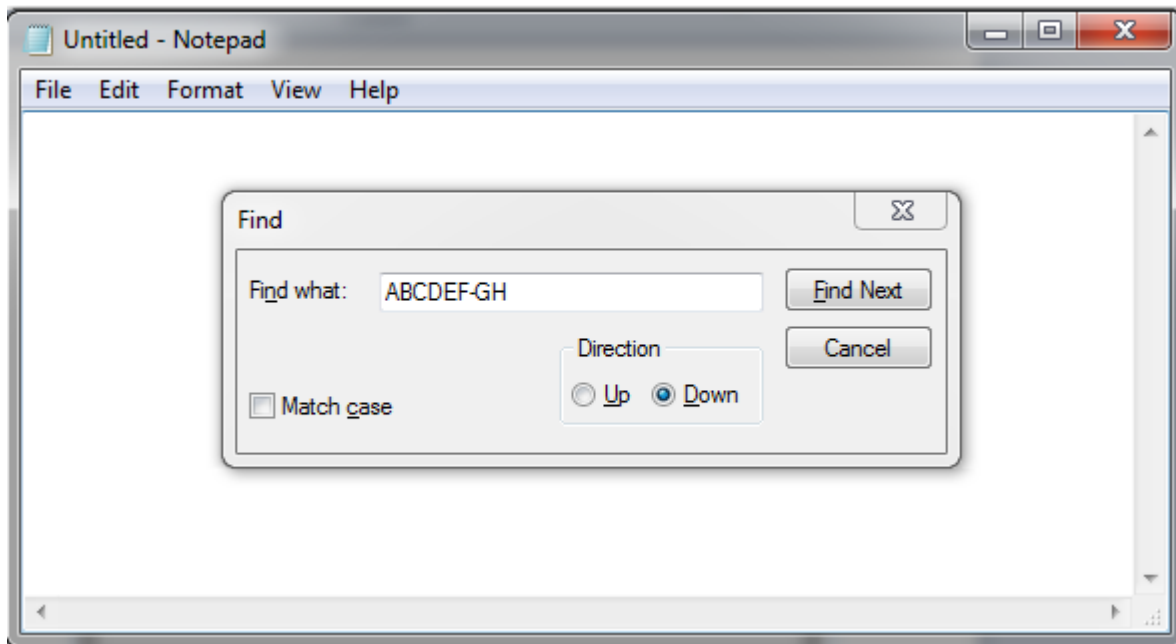 Untitled - Notepad
File Edit Format View Help
Find
Find what: ABCDEF-GH Find Next
Direction Cancel
Match case Up Down